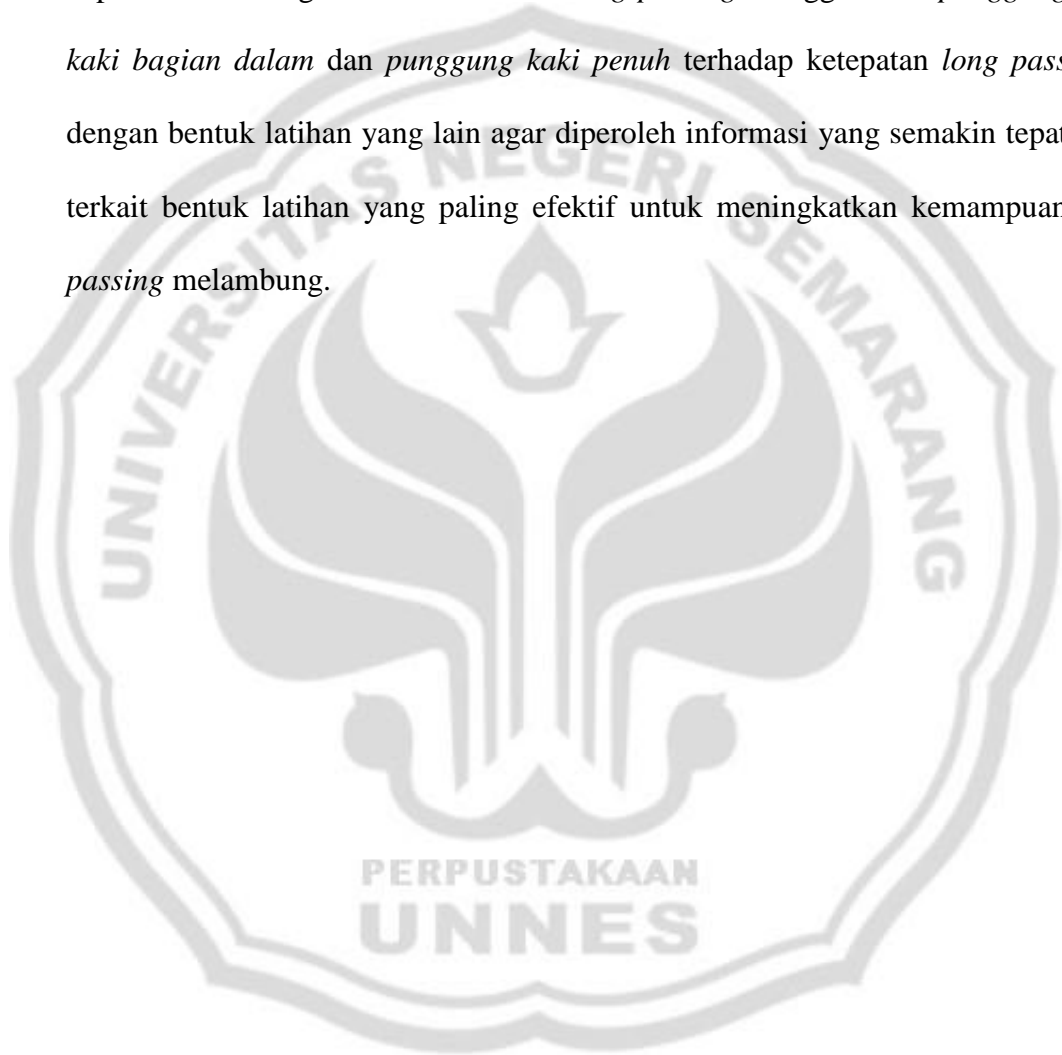 kaki bagian dalam dan punggung kaki penuh terhadap ketepatan long pass
dengan bentuk latihan yang lain agar diperoleh informasi yang semakin tepat
terkait bentuk latihan yang paling efektif untuk meningkatkan kemampuan
passing melambung.
UNIVERSITAS NEGERI SEMARANG
PERPUSTAKAAN
UNNES